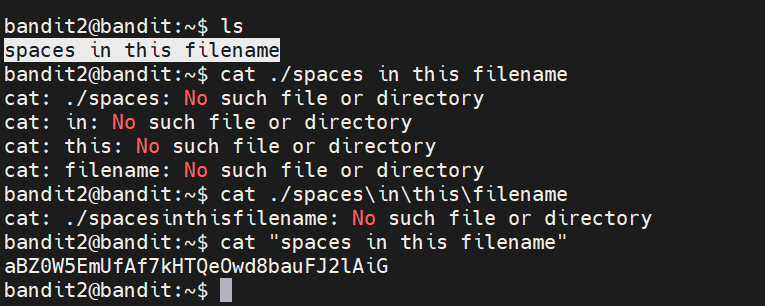 bandit2@bandit:~$ ls
spaces in this filename
bandit2@bandit:~$ cat ./spaces in this filename
cat: ./spaces: No such file or directory
cat: in: No such file or directory
cat: this: No such file or directory
cat: filename: No such file or directory
bandit2@bandit:~$ cat ./spaces\in\this\filename
cat: ./spacesinthisfilename: No such file or directory
bandit2@bandit:~$ cat "spaces in this filename"
aBZ0W5EmUfAf7kHTQeOwd8bauFJ2lAiG
bandit2@bandit:~$